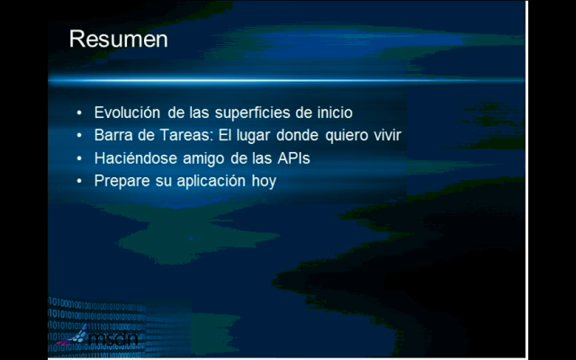 Resumen
• Evolución de las superficies de inicio
• Barra de Tareas: El lugar donde quiero vivir
• Haciéndose amigo de las APIs
• Prepare su aplicación hoy
msdn